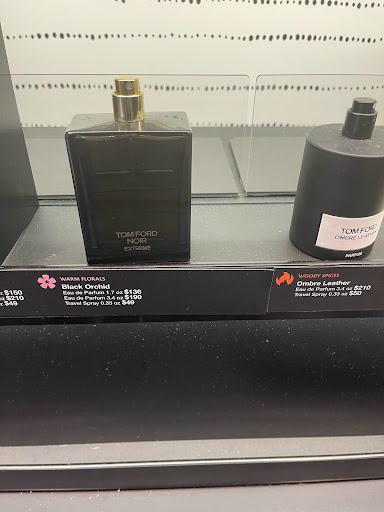 TOM FORD
NOIR
EXTREME
TOM FORD
OMBRE LEATHER
PARFUM
$150
$210
$49
WARM FLORALS
Black Orchid
Eau de Parfum 1.7 oz $136
Eau de Parfum 3.4 oz $190
Travel Spray 0.33 oz $49
WOODY SPICES
Ombre Leather
Eau de Parfum 3.4 oz $210
Travel Spray 0.33 oz $50